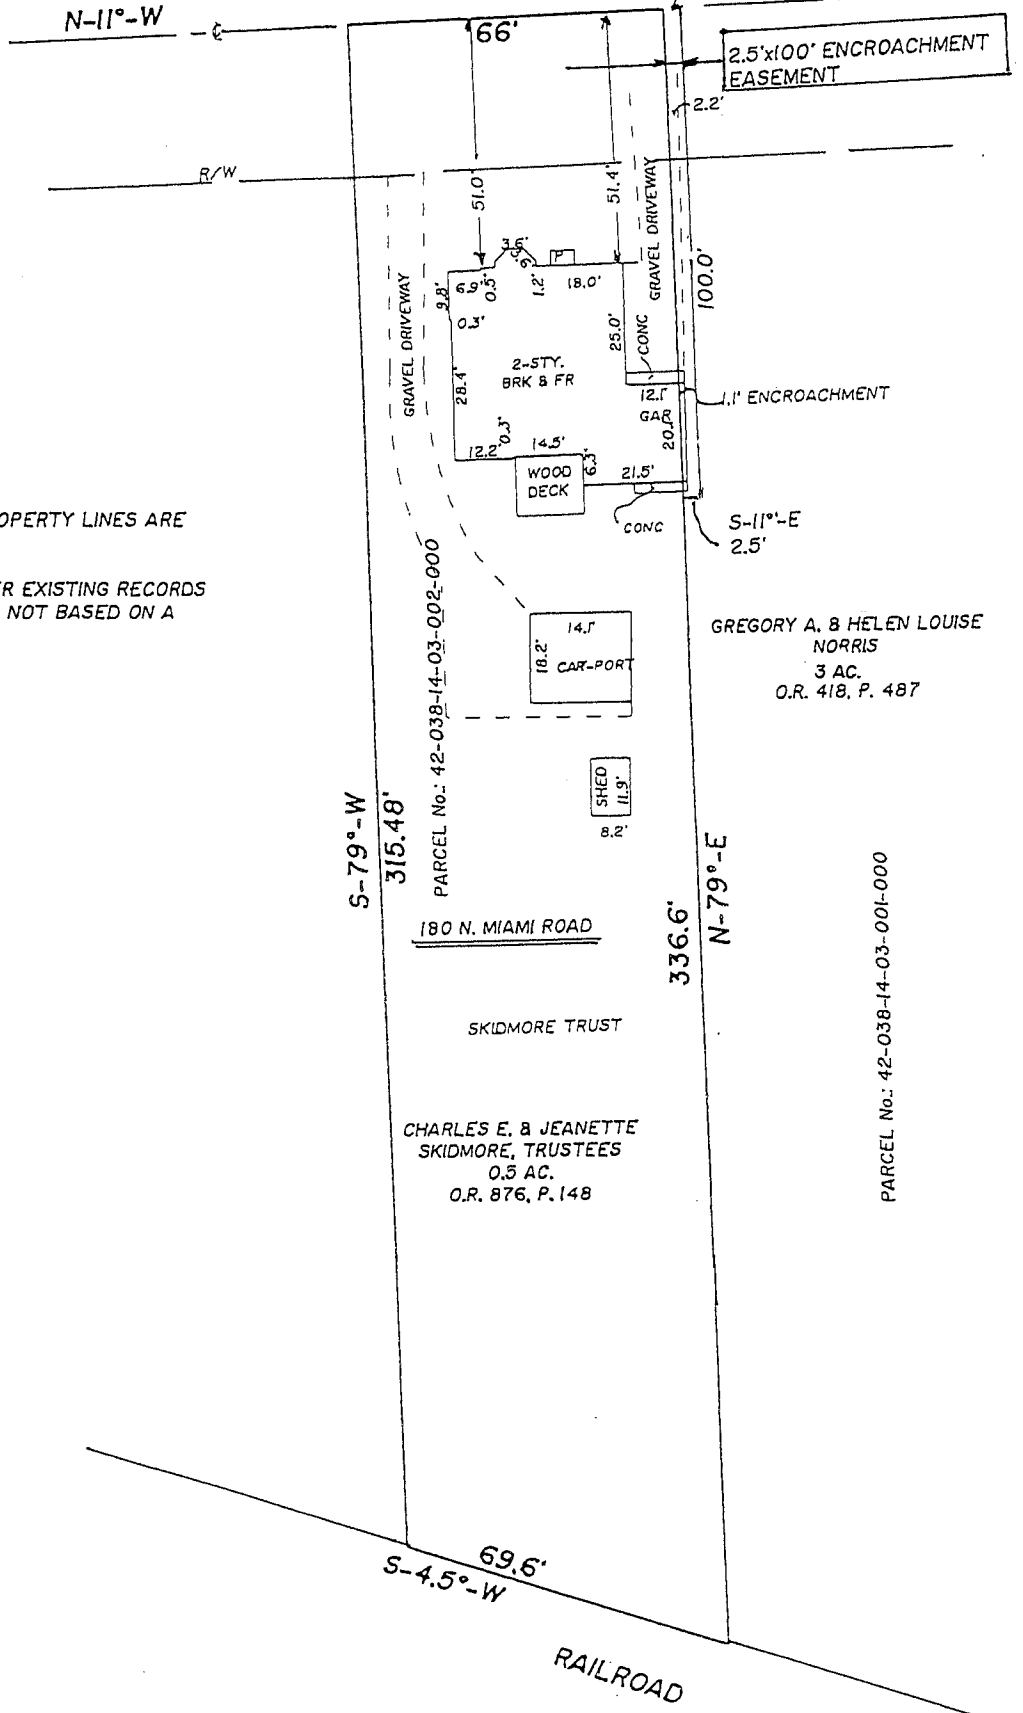 N-11°-W
℄
66'
2.5'x100' ENCROACHMENT
EASEMENT
2.2'
R/W
51.0'
51.4'
GRAVEL DRIVEWAY
100.0'
3.6'
P
6.9'
0.5'
1.2'
18.0'
9.8'
0.3'
GRAVEL DRIVEWAY
25.0'
CONC
2-STY.
BRK & FR
28.4'
12.1'
1.1' ENCROACHMENT
GAR
20.1'
12.2'
0.3'
14.5'
6.3'
21.5'
WOOD
DECK
CONC
S-11°-E
2.5'
OPERTY LINES ARE
R EXISTING RECORDS
NOT BASED ON A
PARCEL No.: 42-038-14-03-002-000
14.1'
18.2'
CAR-PORT
GREGORY A. & HELEN LOUISE
NORRIS
3 AC.
O.R. 418, P. 487
SHED
11.9'
8.2'
S-79°-W
315.48'
336.6'
N-79°-E
180 N. MIAMI ROAD
SKIDMORE TRUST
PARCEL No.: 42-038-14-03-001-000
CHARLES E. & JEANETTE
SKIDMORE, TRUSTEES
0.5 AC.
O.R. 876, P. 148
69.6'
S-4.5°-W
RAILROAD